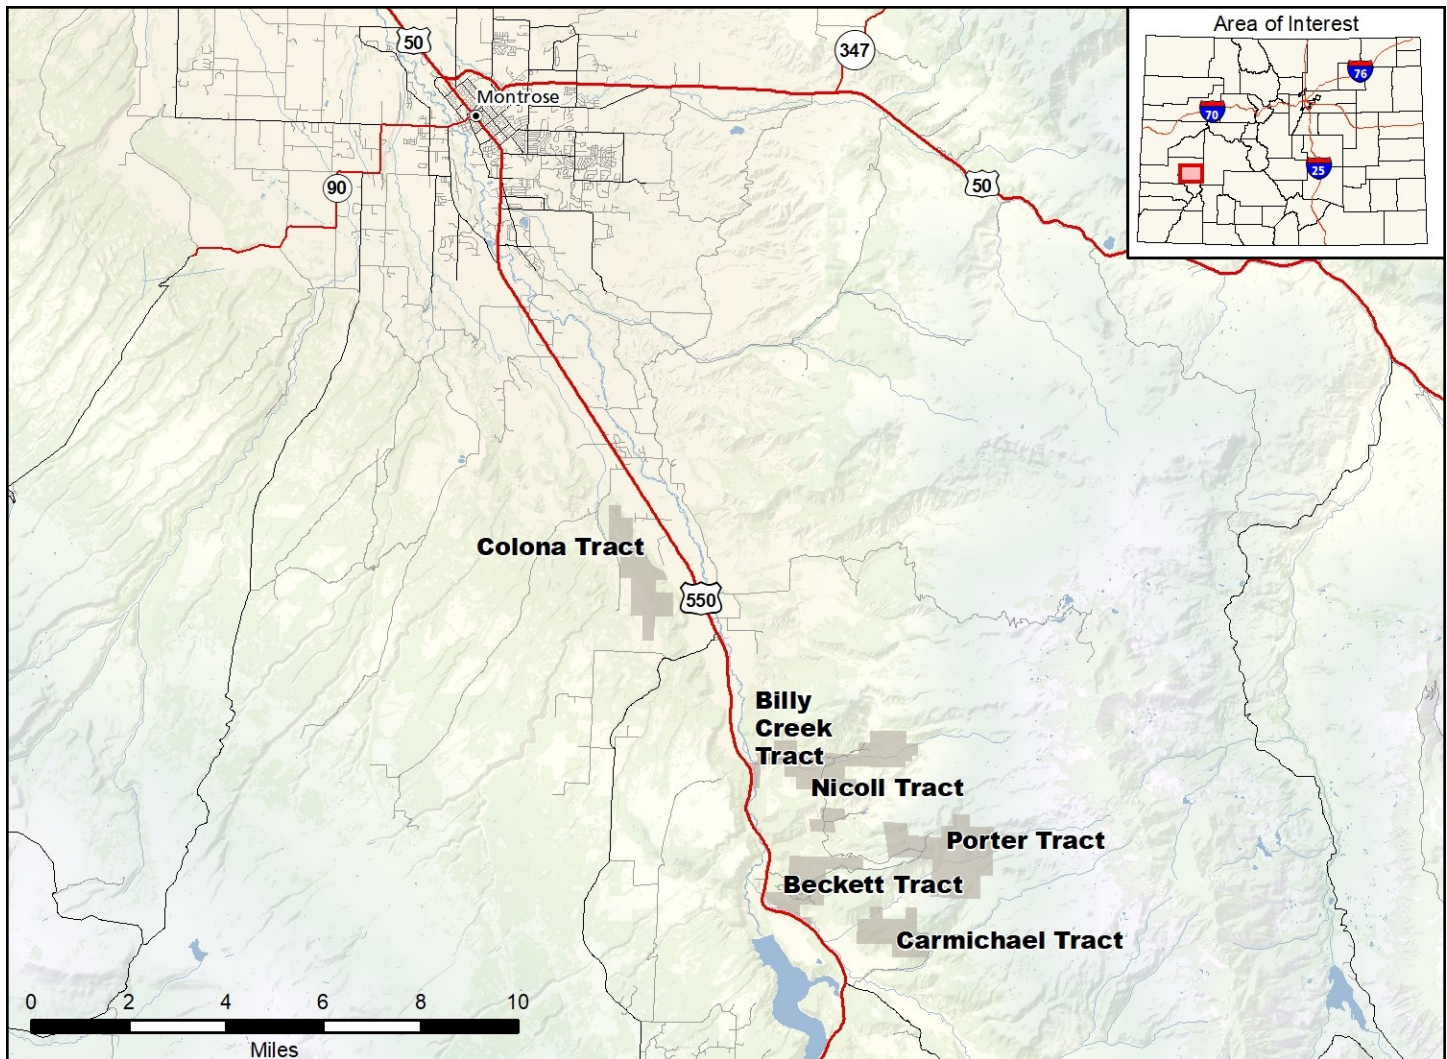 50
347
Area of Interest
76
70
25
Montrose
90
50
Colona Tract
550
Billy
Creek
Tract
Nicoll Tract
Porter Tract
Beckett Tract
Carmichael Tract
0 2 4 6 8 10
Miles